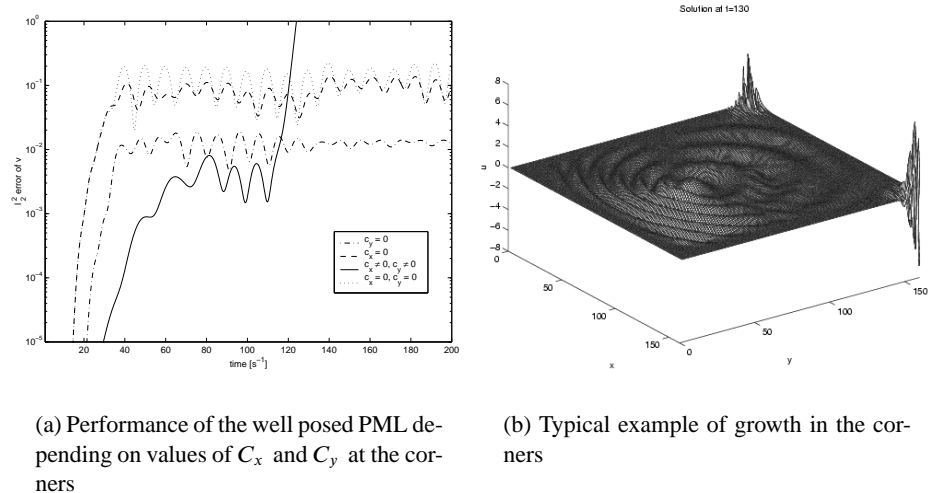 Solution at t=130
10^0
10^-1
10^-2
10^-3
10^-4
10^-5
l_2^2 error of v
20 40 60 80 100 120 140 160 180 200
time [s^-1]
c_y = 0
c_x = 0
c_x ≠ 0, c_y ≠ 0
c_x = 0, c_y = 0
8
6
4
2
0
−2
−4
−6
−8
u
0
50
100
150
x
0
50
100
150
y
(a) Performance of the well posed PML de-
pending on values of C_x and C_y at the cor-
ners
(b) Typical example of growth in the cor-
ners